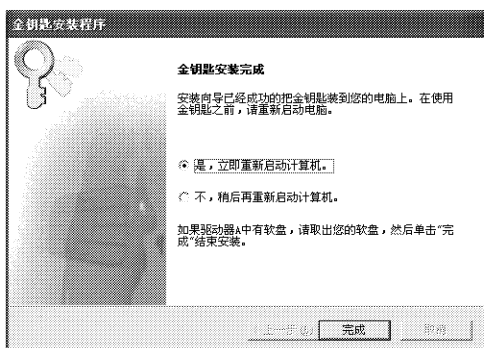 金钥匙安装程序
金钥匙安装完成
安装向导已经成功的把金钥匙装到您的电脑上。在使用
金钥匙之前，请重新启动电脑。
是，立即重新启动计算机。
不，稍后再重新启动计算机。
如果驱动器A中有软盘，请取出您的软盘，然后单击“完
成”结束安装。
上一步(B) 完成 取消